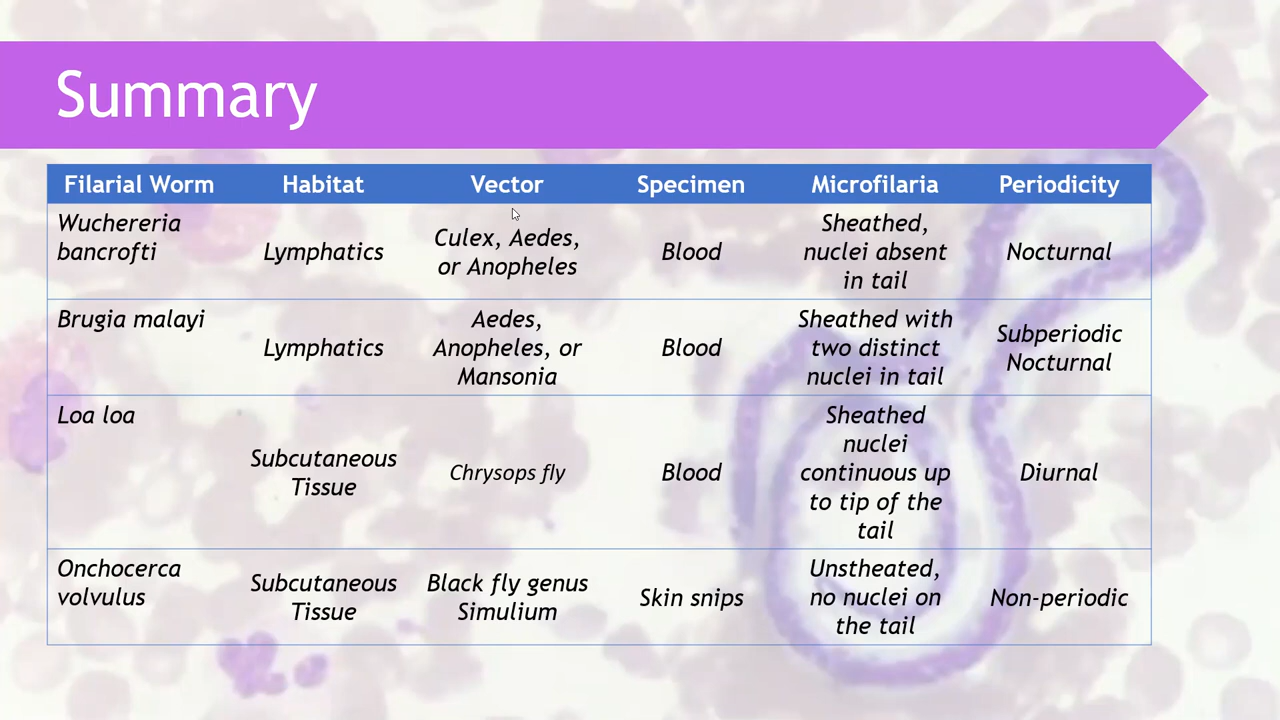 Summary
Filarial Worm Habitat Vector Specimen Microfilaria Periodicity
Wuchereria
bancrofti
Lymphatics
Culex, Aedes,
or Anopheles
Blood
Sheathed,
nuclei absent
in tail
Nocturnal
Brugia malayi
Lymphatics
Aedes,
Anopheles, or
Mansonia
Blood
Sheathed with
two distinct
nuclei in tail
Subperiodic
Nocturnal
Loa loa
Subcutaneous
Tissue
Chrysops fly
Blood
Sheathed
nuclei
continuous up
to tip of the
tail
Diurnal
Onchocerca
volvulus
Subcutaneous
Tissue
Black fly genus
Simulium
Skin snips
Unstheated,
no nuclei on
the tail
Non-periodic